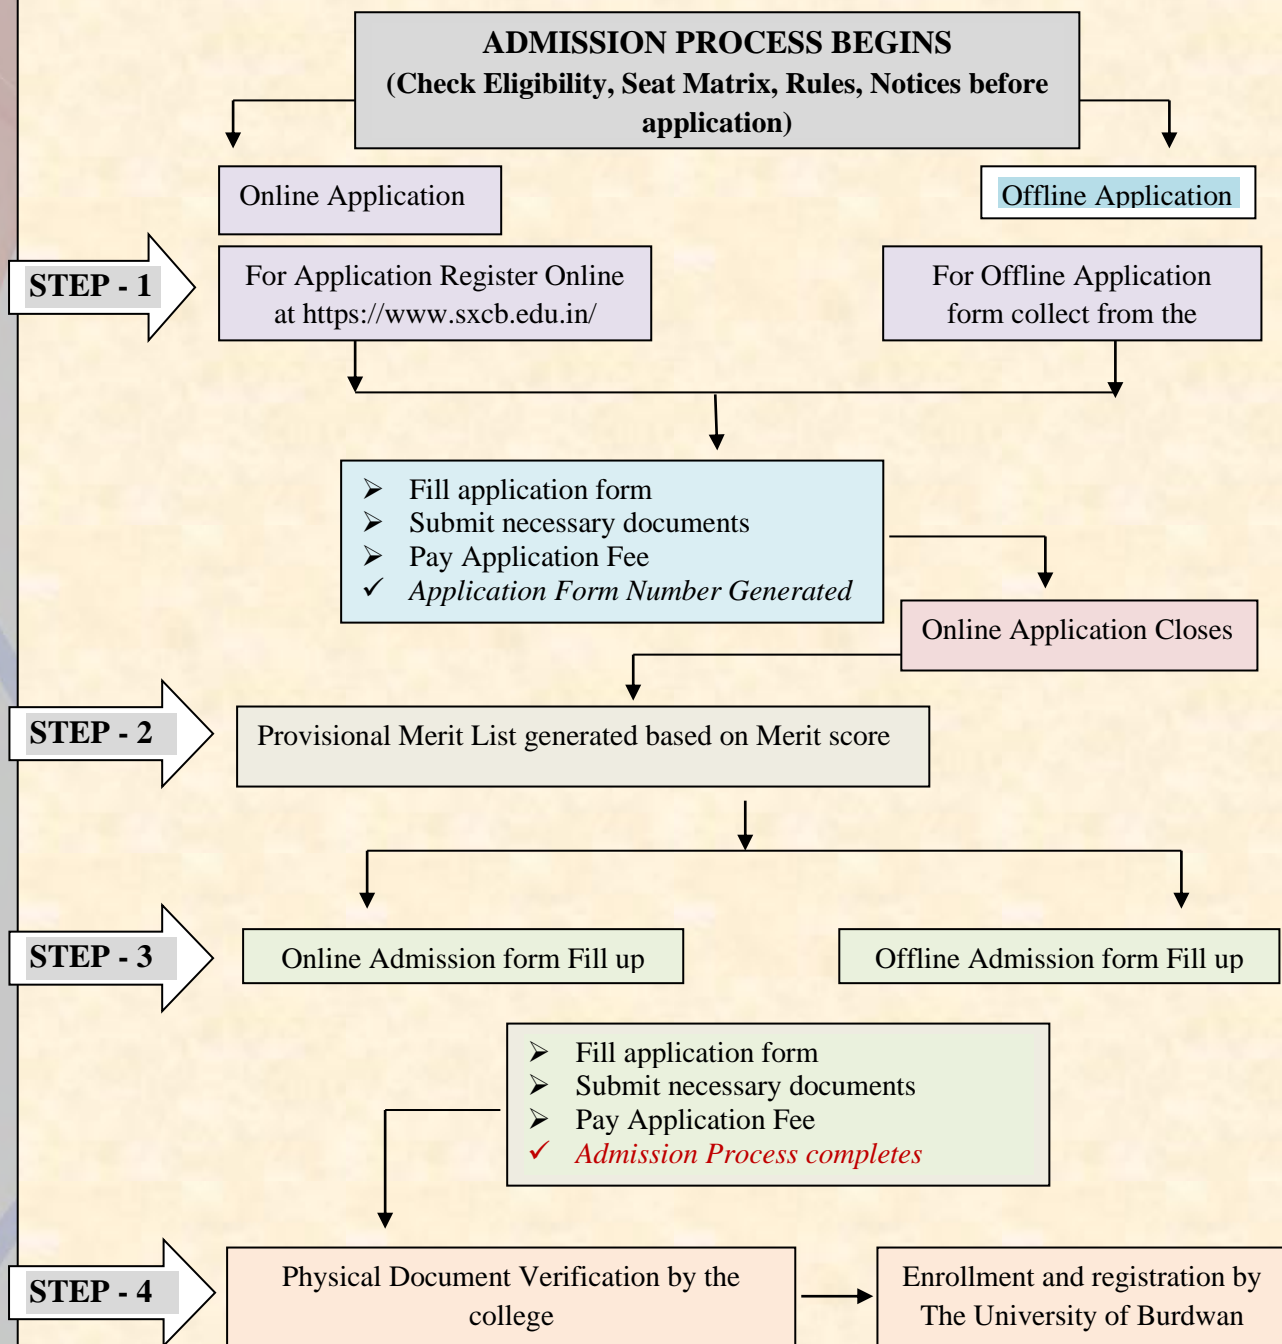 ADMISSION PROCESS BEGINS
(Check Eligibility, Seat Matrix, Rules, Notices before
application)
Online Application
Offline Application
STEP - 1
For Application Register Online
at https://www.sxcb.edu.in/
For Offline Application
form collect from the
➢ Fill application form
➢ Submit necessary documents
➢ Pay Application Fee
✓ Application Form Number Generated
Online Application Closes
STEP - 2
Provisional Merit List generated based on Merit score
STEP - 3
Online Admission form Fill up
Offline Admission form Fill up
➢ Fill application form
➢ Submit necessary documents
➢ Pay Application Fee
✓ Admission Process completes
STEP - 4
Physical Document Verification by the
college
Enrollment and registration by
The University of Burdwan